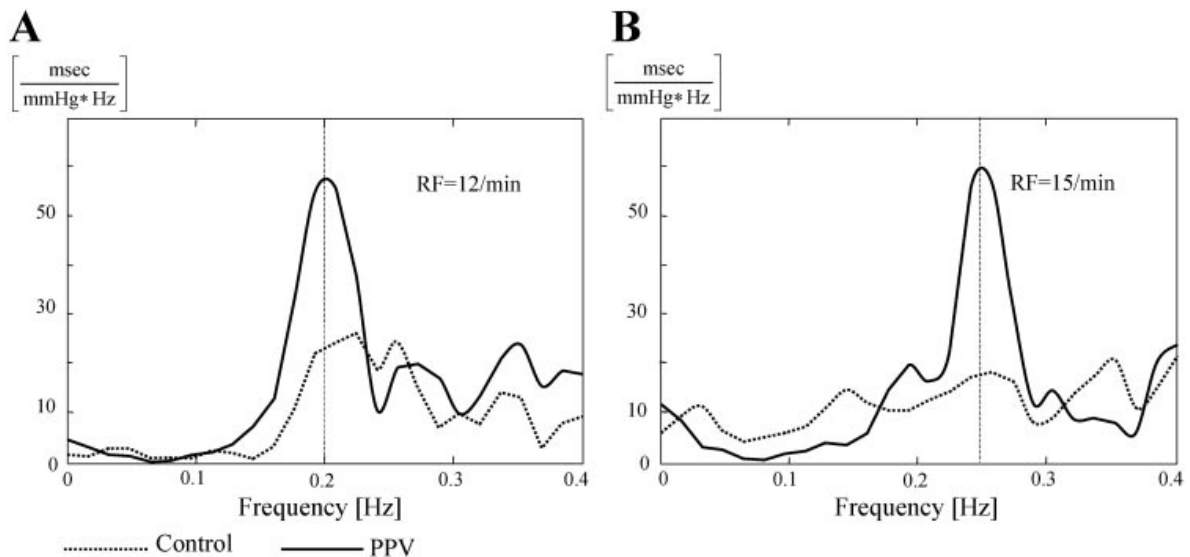 A
B
msec
mmHg* Hz
msec
mmHg* Hz
RF=12/min
RF=15/min
50
30
10
0
50
30
10
0
0 0.1 0.2 0.3 0.4
0 0.1 0.2 0.3 0.4
Frequency [Hz]
Frequency [Hz]
Control PPV